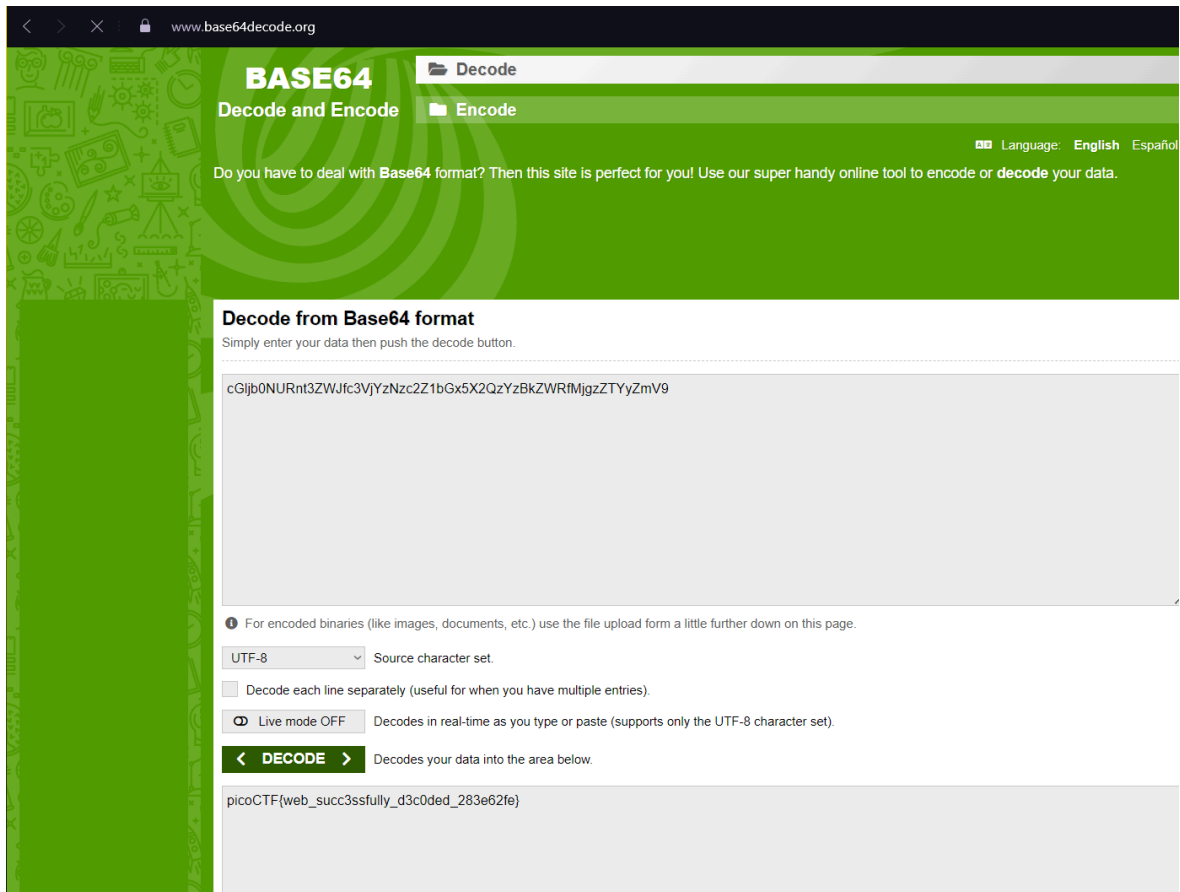 www.base64decode.org
BASE64
Decode and Encode
Decode
Encode
Language: English Español
Do you have to deal with Base64 format? Then this site is perfect for you! Use our super handy online tool to encode or decode your data.
Decode from Base64 format
Simply enter your data then push the decode button.
cGljb0NURnt3ZWJfc3VjYzNzc2Z1bGx5X2QzYzBkZWRfMjgzZTYyZmV9
For encoded binaries (like images, documents, etc.) use the file upload form a little further down on this page.
UTF-8 Source character set.
Decode each line separately (useful for when you have multiple entries).
Live mode OFF Decodes in real-time as you type or paste (supports only the UTF-8 character set).
< DECODE > Decodes your data into the area below.
picoCTF{web_succ3ssfully_d3c0ded_283e62fe}